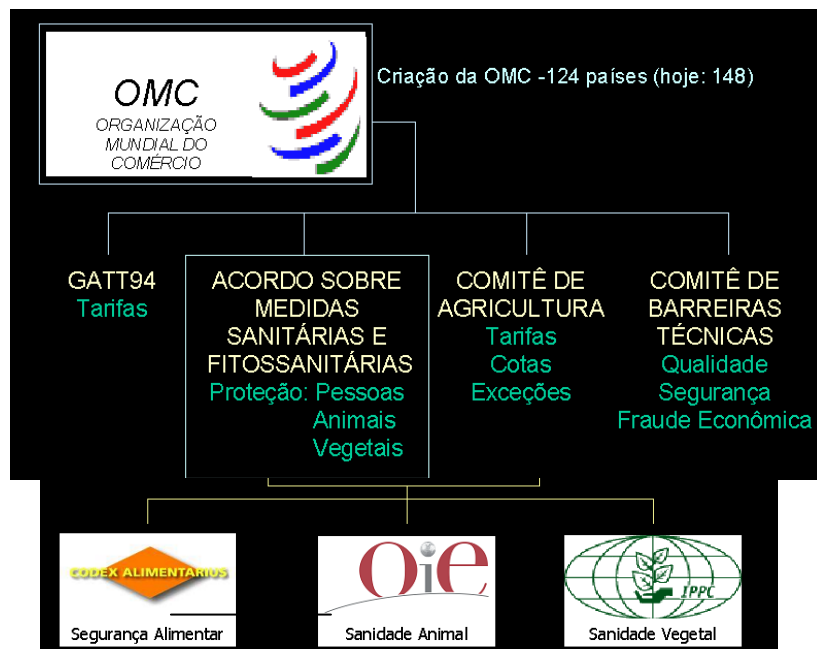 OMC
ORGANIZAÇÃO
MUNDIAL DO
COMÉRCIO
Criação da OMC -124 países (hoje: 148)
GATT94
Tarifas
ACORDO SOBRE
MEDIDAS
SANITÁRIAS E
FITOSSANITÁRIAS
Proteção: Pessoas
Animais
Vegetais
COMITÊ DE
AGRICULTURA
Tarifas
Cotas
Exceções
COMITÊ DE
BARREIRAS
TÉCNICAS
Qualidade
Segurança
Fraude Econômica
CODEX ALIMENTARIUS
Segurança Alimentar
OiE
Sanidade Animal
IPPC
Sanidade Vegetal